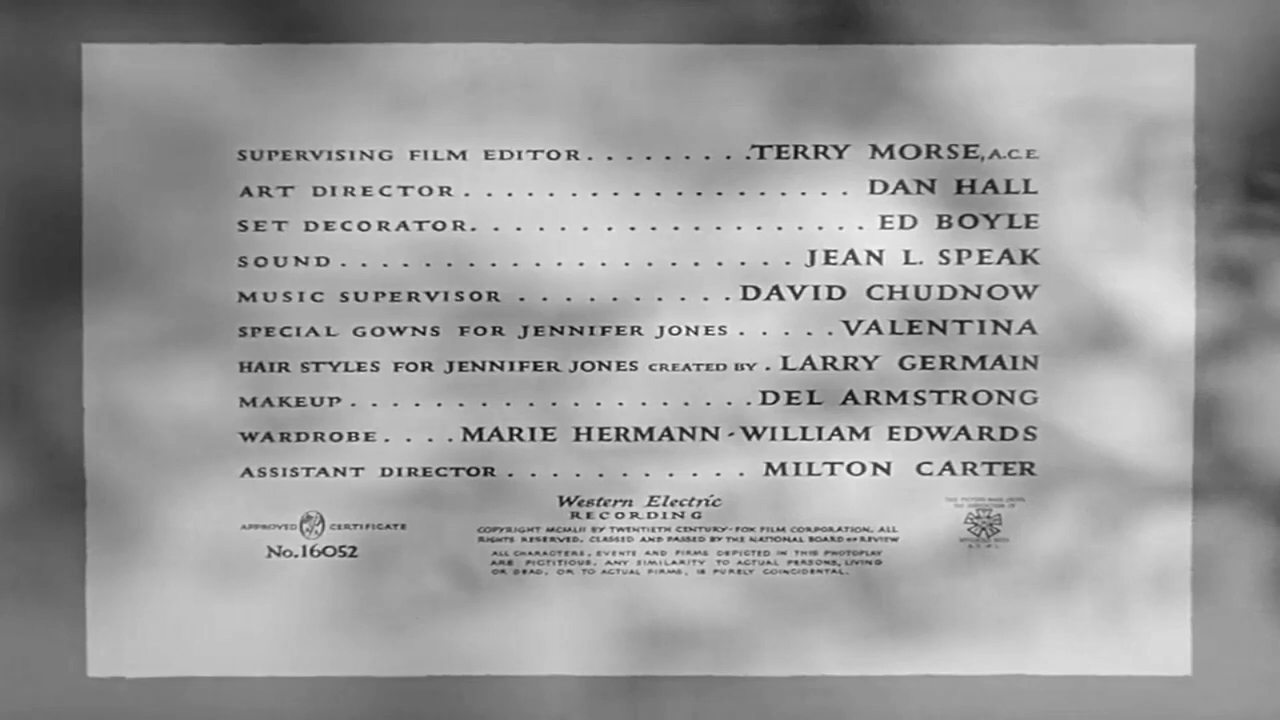 SUPERVISING FILM EDITOR. . . . . . . . .TERRY MORSE, A.C.E.
ART DIRECTOR. . . . . . . . . . . . . . . . . . . DAN HALL
SET DECORATOR. . . . . . . . . . . . . . . . . . . ED BOYLE
SOUND. . . . . . . . . . . . . . . . . . . . . . JEAN L. SPEAK
MUSIC SUPERVISOR . . . . . . . . . . DAVID CHUDNOW
SPECIAL GOWNS FOR JENNIFER JONES . . . . . VALENTINA
HAIR STYLES FOR JENNIFER JONES CREATED BY . LARRY GERMAIN
MAKEUP. . . . . . . . . . . . . . . . . . . .DEL ARMSTRONG
WARDROBE. . . . MARIE HERMANN-WILLIAM EDWARDS
ASSISTANT DIRECTOR. . . . . . . . . . . . MILTON CARTER
Western Electric
RECORDING
APPROVED CERTIFICATE
No. 16052
COPYRIGHT MCMLII BY TWENTIETH CENTURY-FOX FILM CORPORATION. ALL
RIGHTS RESERVED. CLASSED AND PASSED BY THE NATIONAL BOARD OF REVIEW
ALL CHARACTERS, EVENTS AND FIRMS DEPICTED IN THIS PHOTOPLAY
ARE FICTITIOUS. ANY SIMILARITY TO ACTUAL PERSONS, LIVING
OR DEAD, OR TO ACTUAL FIRMS, IS PURELY COINCIDENTAL.